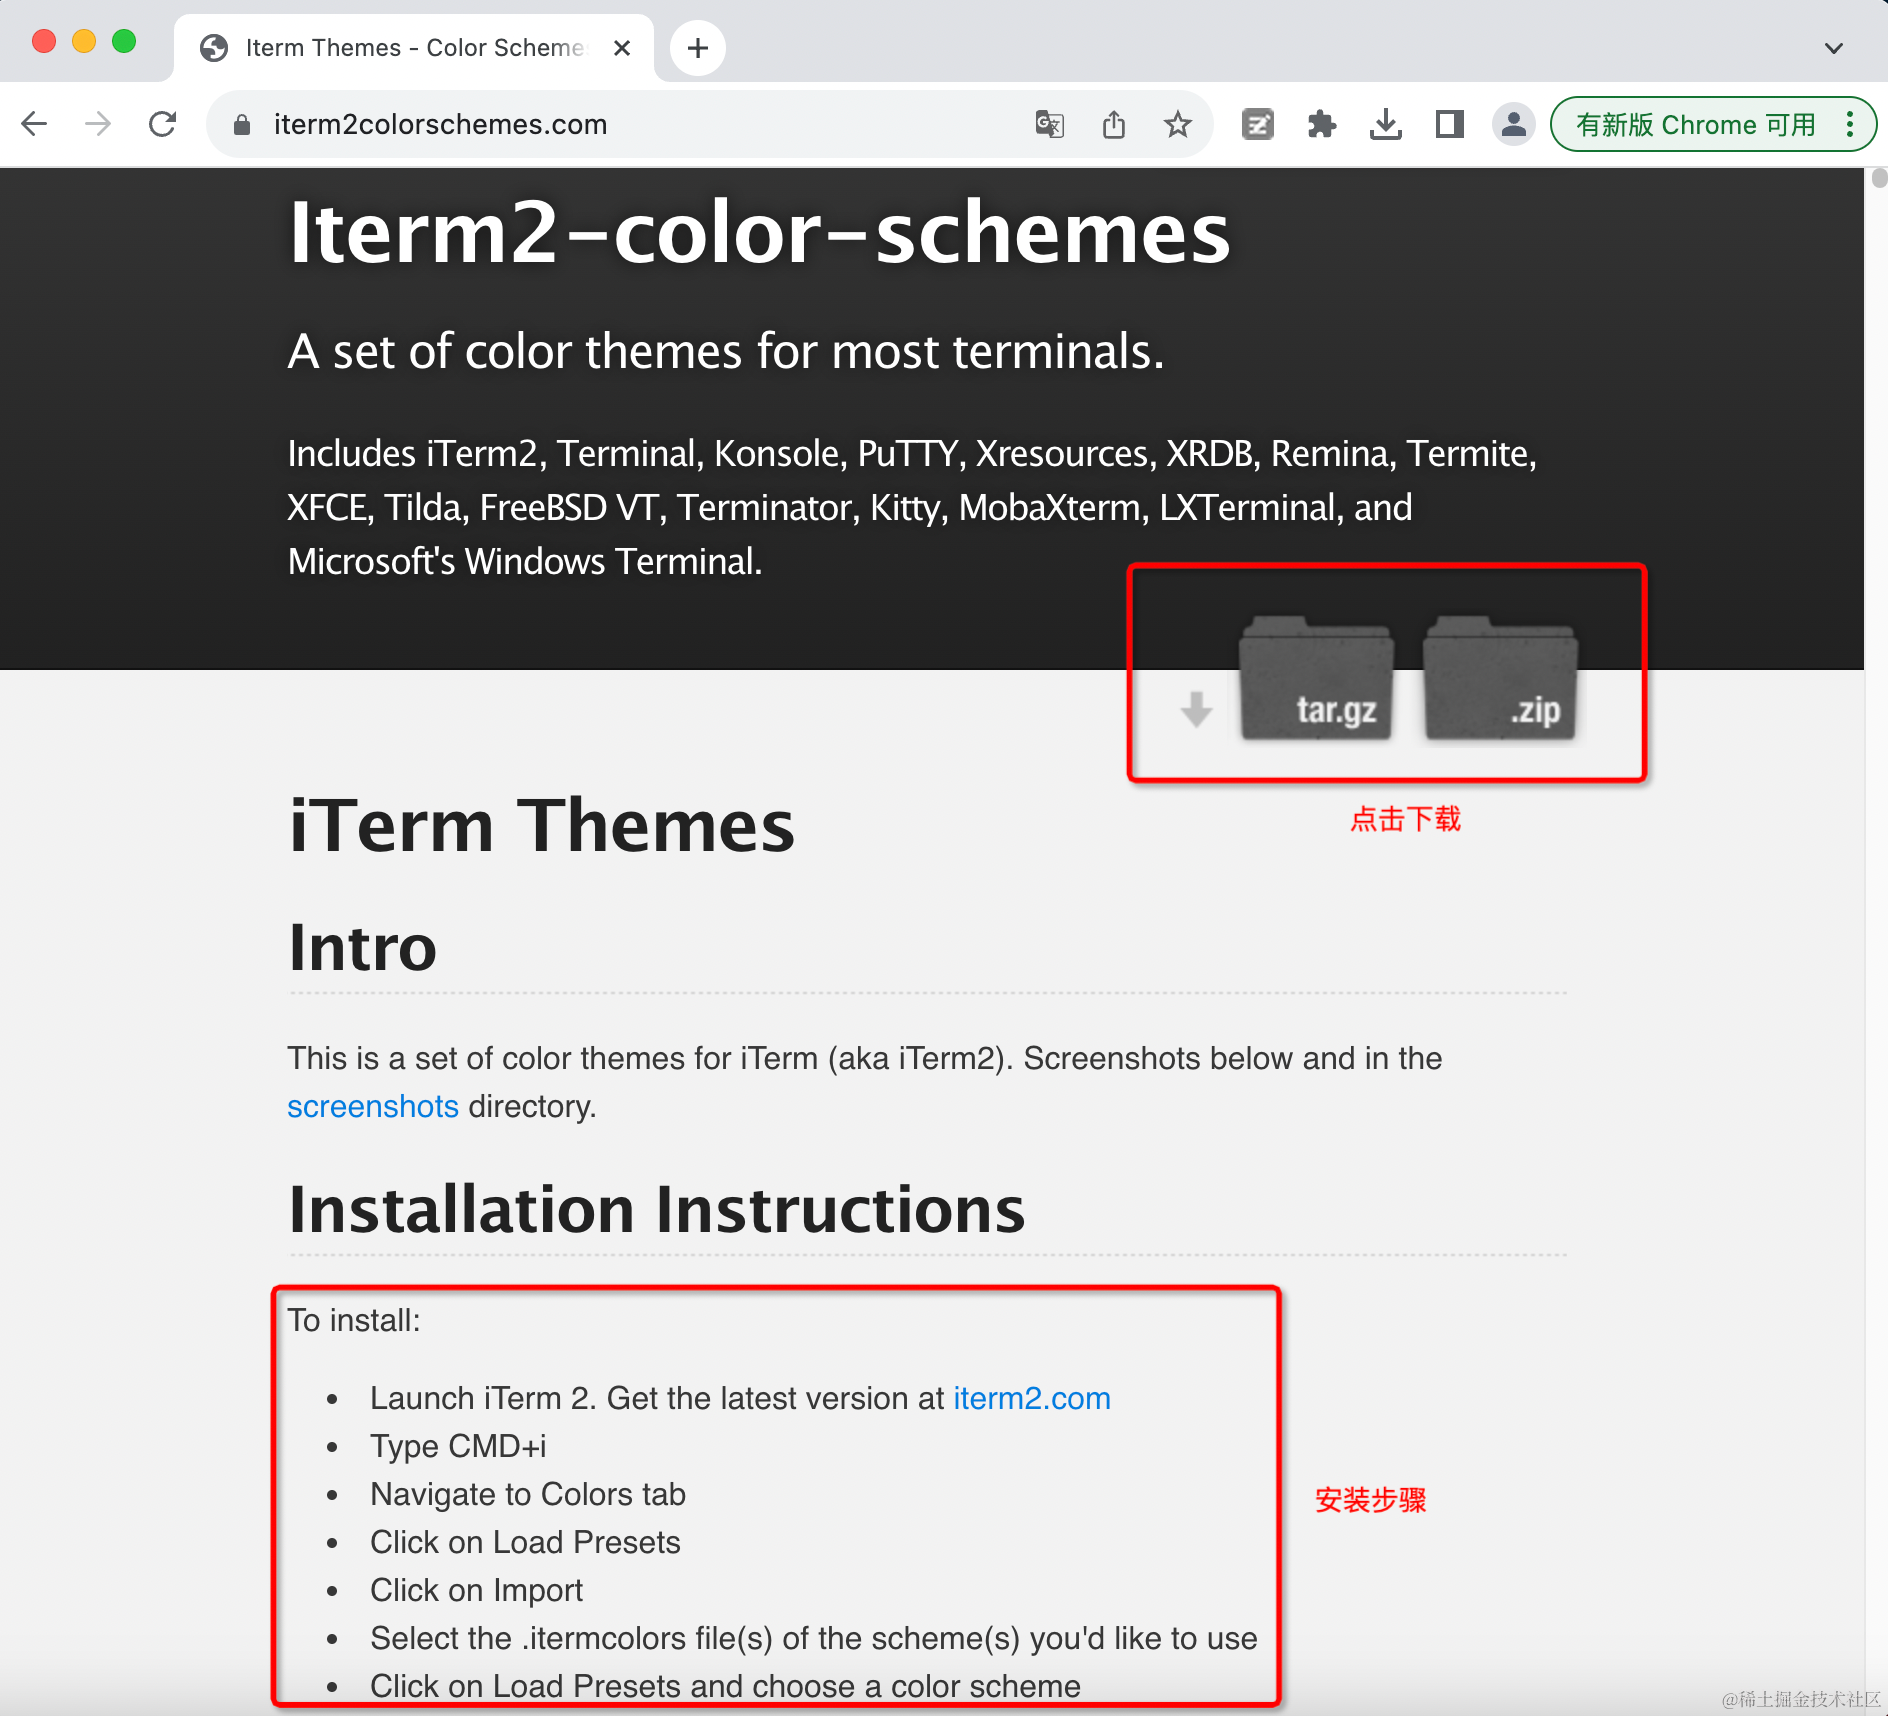 Iterm Themes - Color Scheme
iterm2colorschemes.com
有新版 Chrome 可用
Iterm2-color-schemes
A set of color themes for most terminals.
Includes iTerm2, Terminal, Konsole, PuTTY, Xresources, XRDB, Remina, Termite,
XFCE, Tilda, FreeBSD VT, Terminator, Kitty, MobaXterm, LXTerminal, and
Microsoft's Windows Terminal.
tar.gz
.zip
点击下载
iTerm Themes
Intro
This is a set of color themes for iTerm (aka iTerm2). Screenshots below and in the
screenshots directory.
Installation Instructions
To install:
• Launch iTerm 2. Get the latest version at iterm2.com
• Type CMD+i
• Navigate to Colors tab
• Click on Load Presets
• Click on Import
• Select the .itermcolors file(s) of the scheme(s) you'd like to use
• Click on Load Presets and choose a color scheme
安装步骤
@稀土掘金技术社区